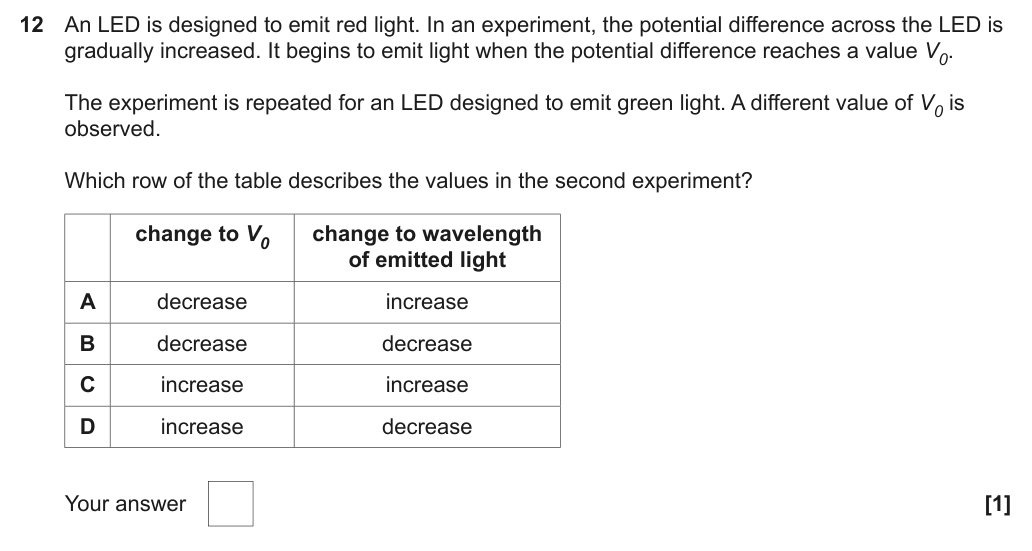 12 An LED is designed to emit red light. In an experiment, the potential difference across the LED is
gradually increased. It begins to emit light when the potential difference reaches a value V0.
The experiment is repeated for an LED designed to emit green light. A different value of V0 is
observed.
Which row of the table describes the values in the second experiment?
change to V0 change to wavelength
of emitted light
A decrease increase
B decrease decrease
C increase increase
D increase decrease
Your answer [1]